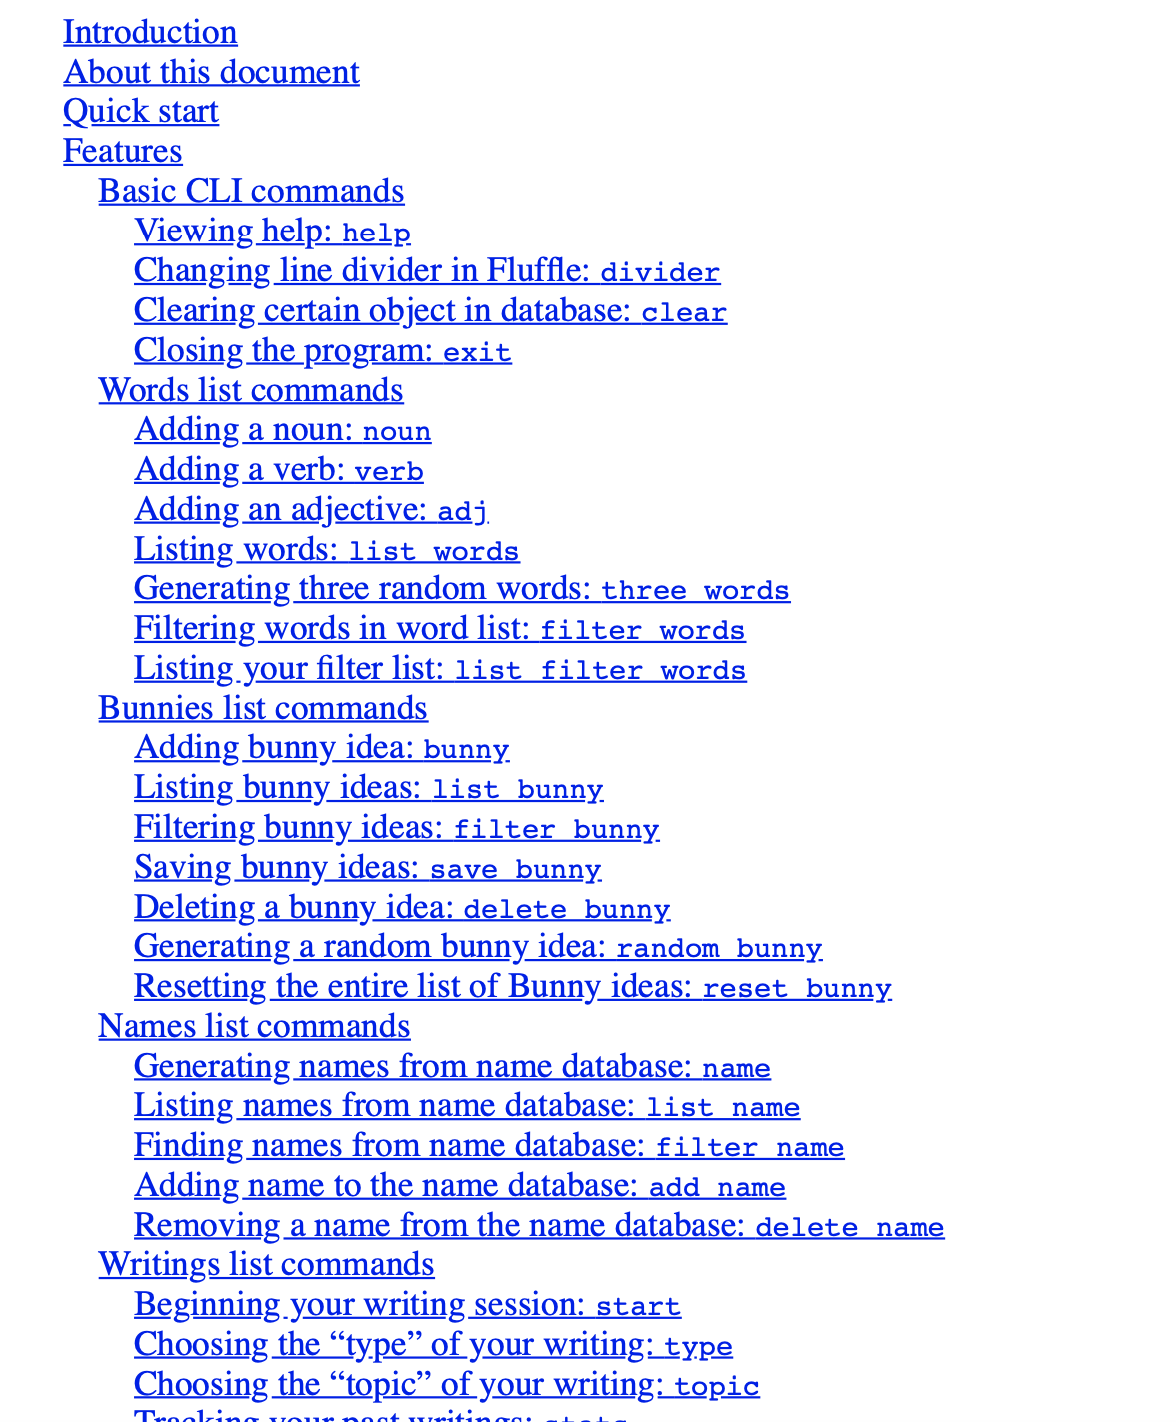 Introduction
About this document
Quick start
Features
Basic CLI commands
Viewing help: help
Changing line divider in Fluffle: divider
Clearing certain object in database: clear
Closing the program: exit
Words list commands
Adding a noun: noun
Adding a verb: verb
Adding an adjective: adj
Listing words: list words
Generating three random words: three words
Filtering words in word list: filter words
Listing your filter list: list filter words
Bunnies list commands
Adding bunny idea: bunny
Listing bunny ideas: list bunny
Filtering bunny ideas: filter bunny
Saving bunny ideas: save bunny
Deleting a bunny idea: delete bunny
Generating a random bunny idea: random bunny
Resetting the entire list of Bunny ideas: reset bunny
Names list commands
Generating names from name database: name
Listing names from name database: list name
Finding names from name database: filter name
Adding name to the name database: add name
Removing a name from the name database: delete name
Writings list commands
Beginning your writing session: start
Choosing the “type” of your writing: type
Choosing the “topic” of your writing: topic
Tracking your past writings: stats